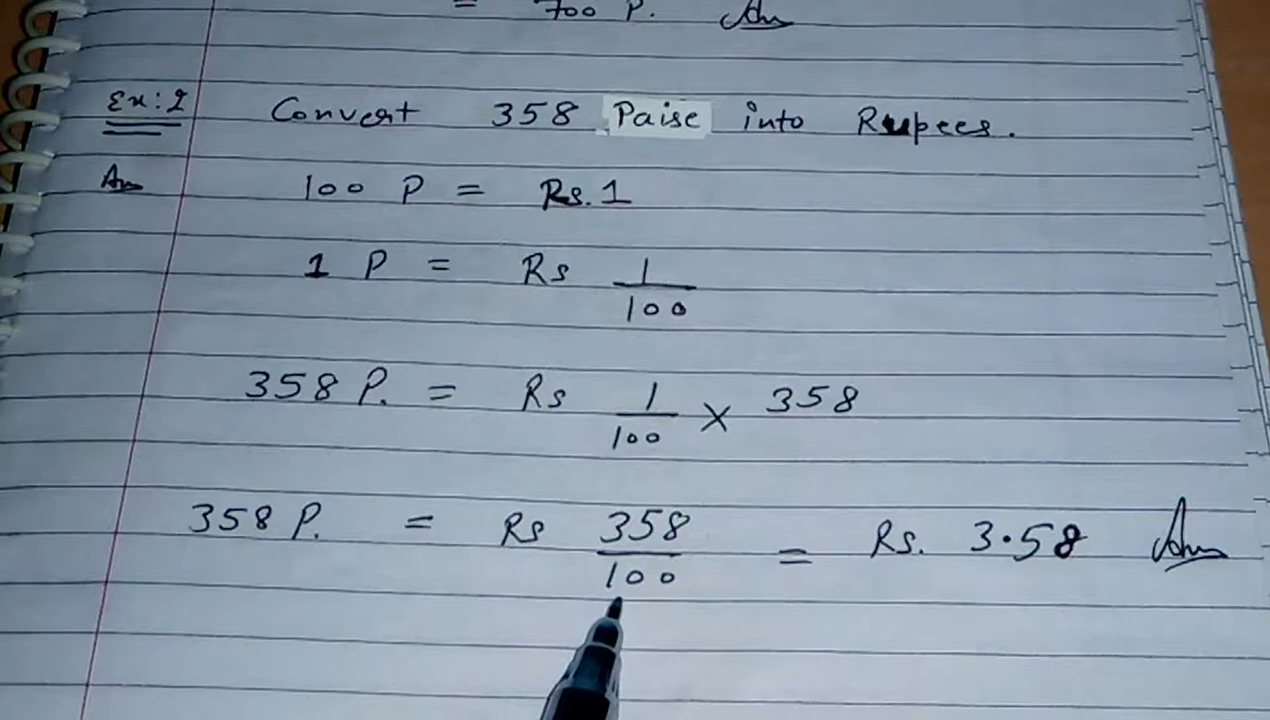 = 700 P. Ans
Ex: 2 Convert 358 Paise into Rupees.
Ans 100 P = Rs. 1
1 P = Rs 1/100
358 P. = Rs 1/100 × 358
358 P. = Rs 358/100 = Rs. 3.58 Ans